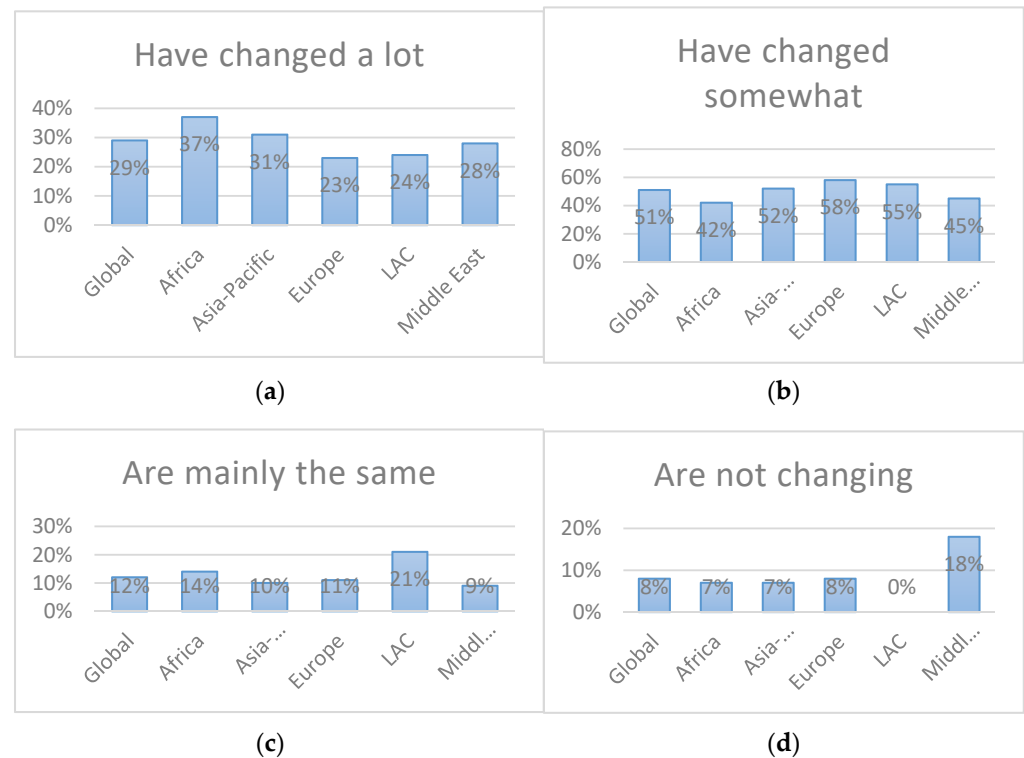 Have changed a lot
40%
30%
20%
10%
0%
29%
37%
31%
23%
24%
28%
Global
Africa
Asia-Pacific
Europe
LAC
Middle East
(a)
Have changed
somewhat
80%
60%
40%
20%
0%
51%
42%
52%
58%
55%
45%
Global
Africa
Asia-...
Europe
LAC
Middle...
(b)
Are mainly the same
30%
20%
10%
0%
12%
14%
10%
11%
21%
9%
Global
Africa
Asia-...
Europe
LAC
Middl...
(c)
Are not changing
20%
10%
0%
8%
7%
7%
8%
0%
18%
Global
Africa
Asia-...
Europe
LAC
Middl...
(d)